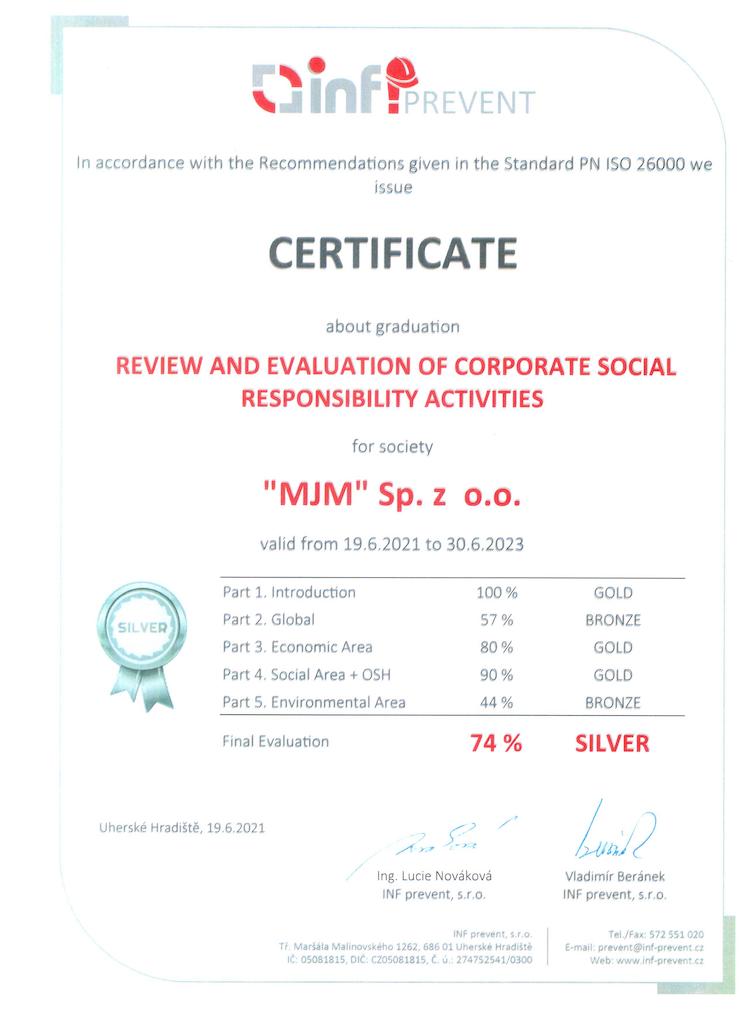 inf PREVENT
In accordance with the Recommendations given in the Standard PN ISO 26000 we
issue
CERTIFICATE
about graduation
REVIEW AND EVALUATION OF CORPORATE SOCIAL
RESPONSIBILITY ACTIVITIES
for society
"MJM" Sp. z o.o.
valid from 19.6.2021 to 30.6.2023
SILVER
Part 1. Introduction 100 % GOLD
Part 2. Global 57 % BRONZE
Part 3. Economic Area 80 % GOLD
Part 4. Social Area + OSH 90 % GOLD
Part 5. Environmental Area 44 % BRONZE
Final Evaluation 74 % SILVER
Uherské Hradiště, 19.6.2021
Ing. Lucie Nováková
INF prevent, s.r.o.
Vladimír Beránek
INF prevent, s.r.o.
INF prevent, s.r.o.
Tř. Maršála Malinovského 1262, 686 01 Uherské Hradiště
IČ: 05081815, DIČ: CZ05081815, Č. ú.: 274752541/0300
Tel./Fax: 572 551 020
E-mail: prevent@inf-prevent.cz
Web: www.inf-prevent.cz